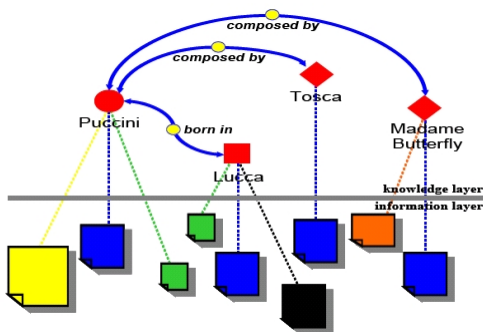 composed by
composed by
Tosca
Puccini
born in
Madame
Butterfly
Lucca
knowledge layer
information layer